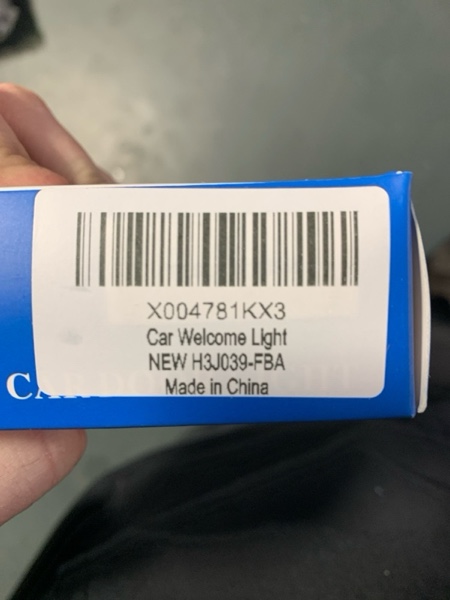 X004781KX3
Car Welcome Light
NEW H3J039-FBA
Made in China